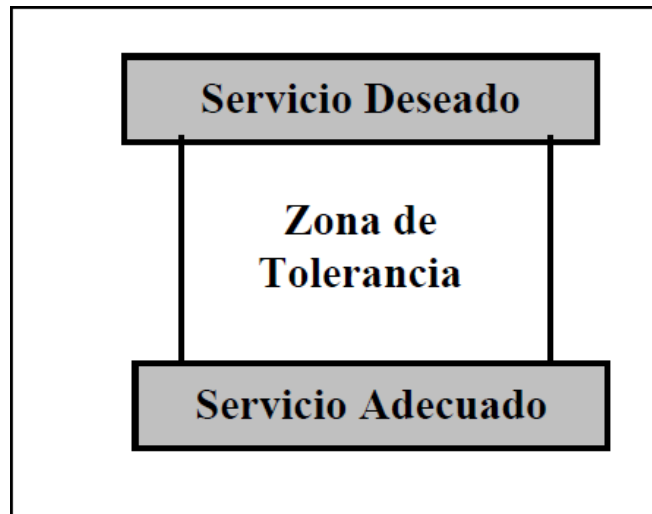 Servicio Deseado
Zona de
Tolerancia
Servicio Adecuado